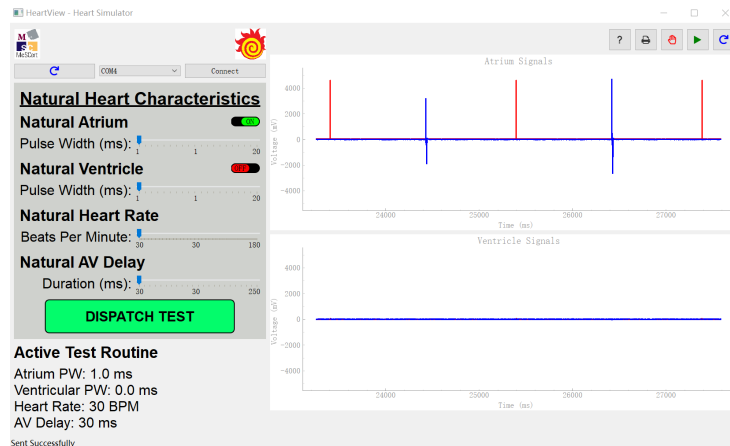 HeartView - Heart Simulator
McSCert
COM4
Connect
?
Natural Heart Characteristics
Natural Atrium
ON
Pulse Width (ms):
1 1 20
Natural Ventricle
OFF
Pulse Width (ms):
1 1 20
Natural Heart Rate
Beats Per Minute:
30 30 180
Natural AV Delay
Duration (ms):
30 30 250
DISPATCH TEST
Active Test Routine
Atrium PW: 1.0 ms
Ventricular PW: 0.0 ms
Heart Rate: 30 BPM
AV Delay: 30 ms
Sent Successfully
Atrium Signals
Voltage (mV)
4000
2000
0
-2000
-4000
24000 25000 26000 27000
Time (ms)
Ventricle Signals
Voltage (mV)
4000
2000
0
-2000
-4000
24000 25000 26000 27000
Time (ms)